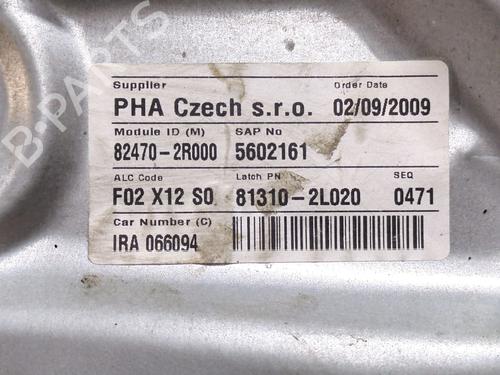 Supplier Order Date
PHA Czech s.r.o. 02/09/2009
Module ID (M) SAP No
82470-2R000 5602161
ALC Code Latch PN SEQ
F02 X12 S0 81310-2L020 0471
Car Number (C)
IRA 066094
B-PARTS